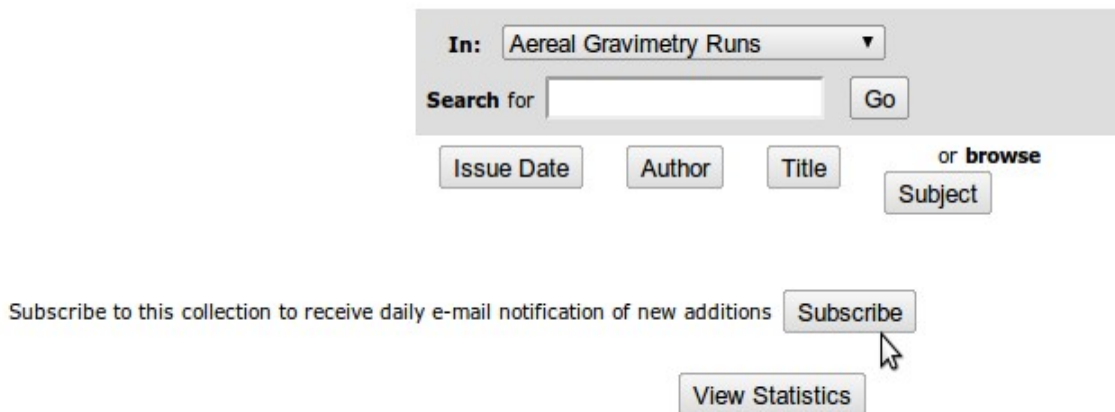 In: Aereal Gravimetry Runs
Search for Go
or browse
Issue Date Author Title
Subject
Subscribe to this collection to receive daily e-mail notification of new additions Subscribe
View Statistics